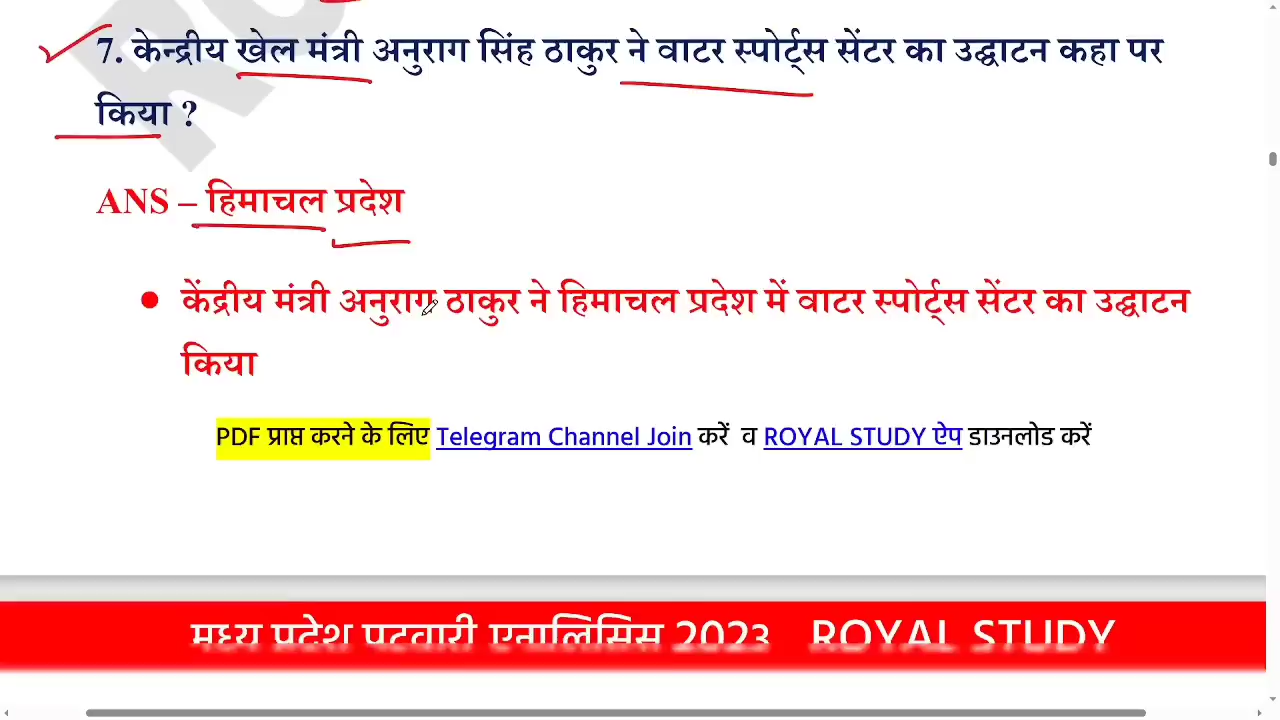 7. केन्द्रीय खेल मंत्री अनुराग सिंह ठाकुर ने वाटर स्पोर्ट्स सेंटर का उद्घाटन कहा पर
किया ?
ANS – हिमाचल प्रदेश
• केंद्रीय मंत्री अनुराग ठाकुर ने हिमाचल प्रदेश में वाटर स्पोर्ट्स सेंटर का उद्घाटन
किया
PDF प्राप्त करने के लिए Telegram Channel Join करें व ROYAL STUDY ऐप डाउनलोड करें
मध्य प्रदेश पटवारी एनालिसिस 2023 ROYAL STUDY